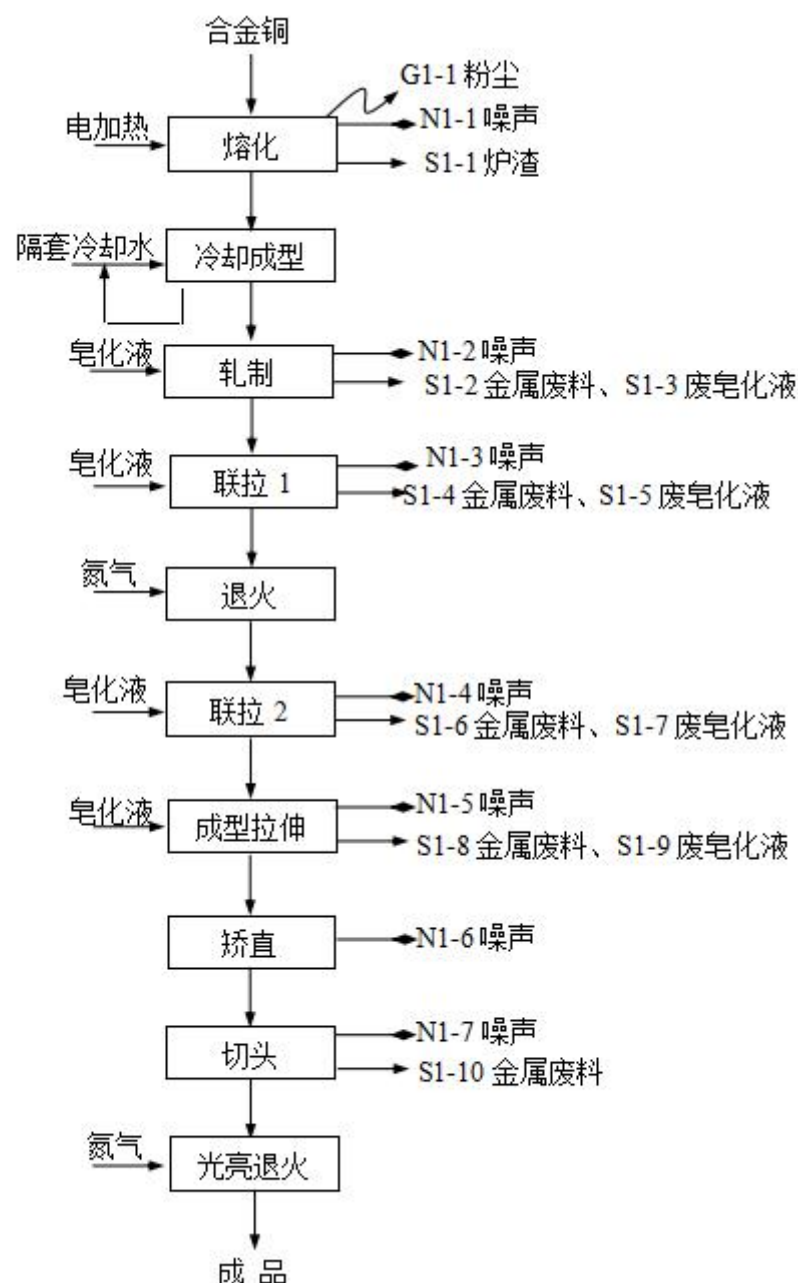 合金铜
G1-1 粉尘
电加热
N1-1 噪声
熔化
S1-1 炉渣
隔套冷却水
冷却成型
皂化液
N1-2 噪声
轧制
S1-2 金属废料、S1-3 废皂化液
皂化液
N1-3 噪声
联拉 1
S1-4 金属废料、S1-5 废皂化液
氮气
退火
皂化液
N1-4 噪声
联拉 2
S1-6 金属废料、S1-7 废皂化液
皂化液
N1-5 噪声
成型拉伸
S1-8 金属废料、S1-9 废皂化液
矫直
N1-6 噪声
N1-7 噪声
切头
S1-10 金属废料
氮气
光亮退火
成 品